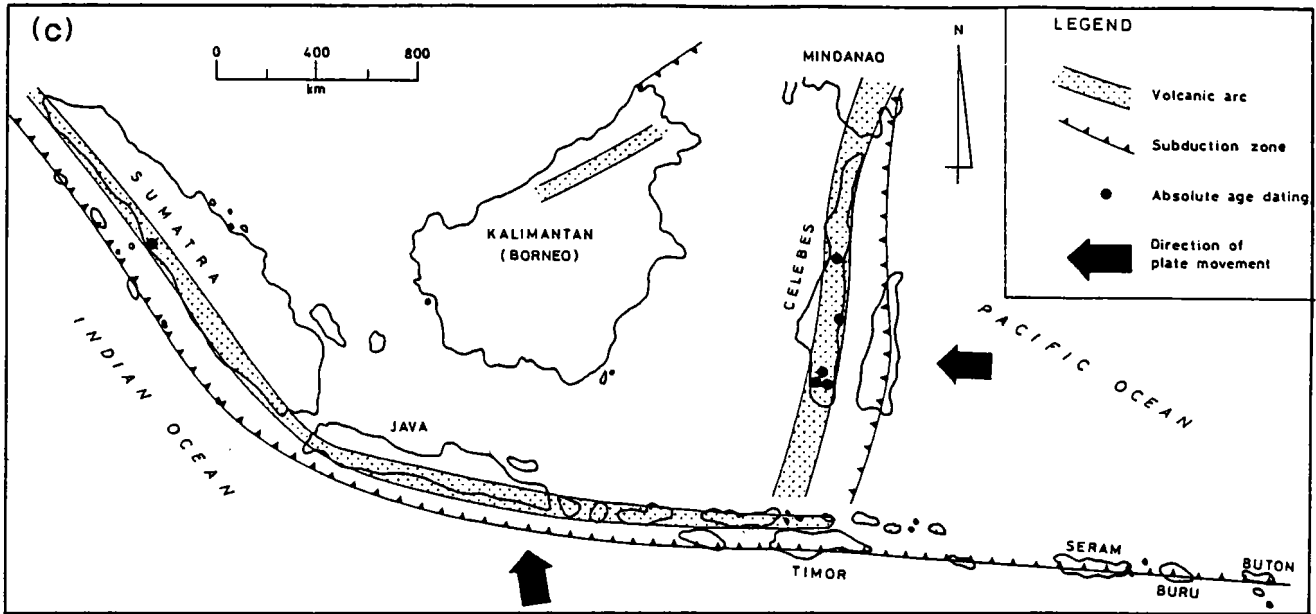 (c)
0 400 800
km
N
MINDANAO
LEGEND
Volcanic arc
Subduction zone
Absolute age dating
Direction of
plate movement
SUMATRA
KALIMANTAN
(BORNEO)
CELEBES
PACIFIC OCEAN
INDIAN OCEAN
JAVA
TIMOR
SERAM
BURU
BUTON